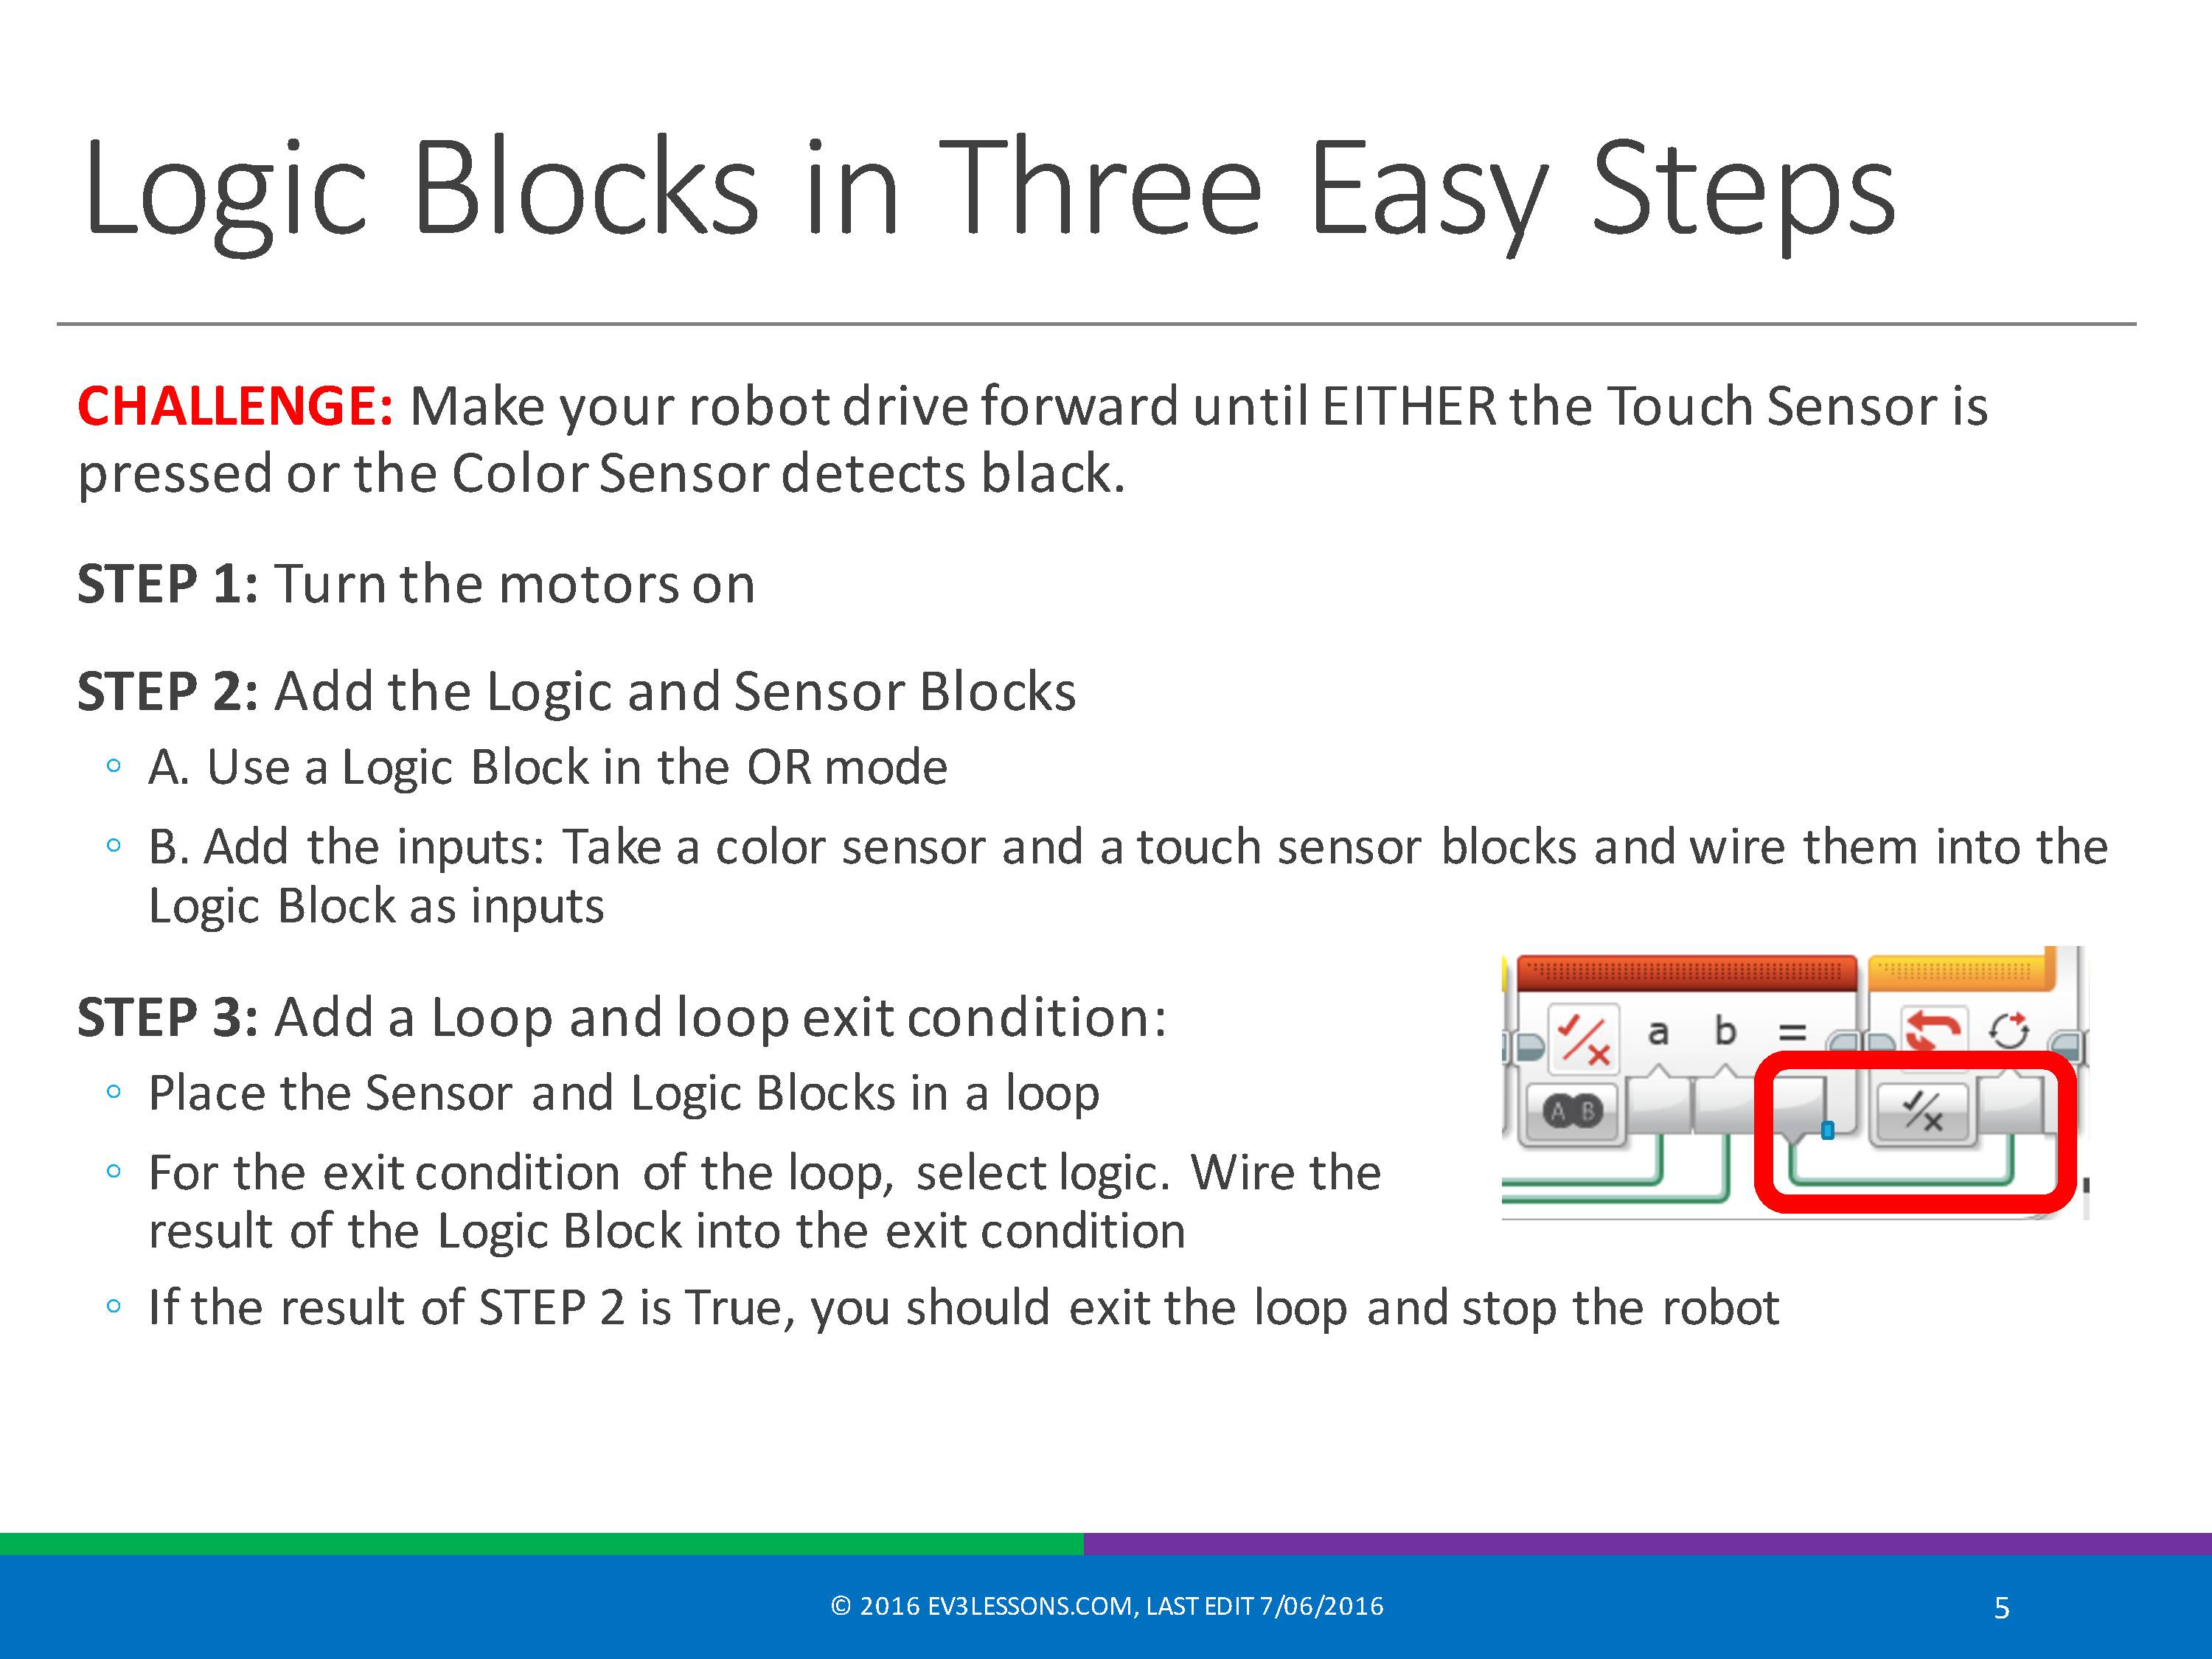 Logic Blocks in Three Easy Steps
CHALLENGE: Make your robot drive forward until EITHER the Touch Sensor is
pressed or the Color Sensor detects black.
STEP 1: Turn the motors on
STEP 2: Add the Logic and Sensor Blocks
◦ A. Use a Logic Block in the OR mode
◦ B. Add the inputs: Take a color sensor and a touch sensor blocks and wire them into the
Logic Block as inputs
STEP 3: Add a Loop and loop exit condition:
◦ Place the Sensor and Logic Blocks in a loop
◦ For the exit condition of the loop, select logic. Wire the
result of the Logic Block into the exit condition
◦ If the result of STEP 2 is True, you should exit the loop and stop the robot
a b =
A B
© 2016 EV3LESSONS.COM, LAST EDIT 7/06/2016
5